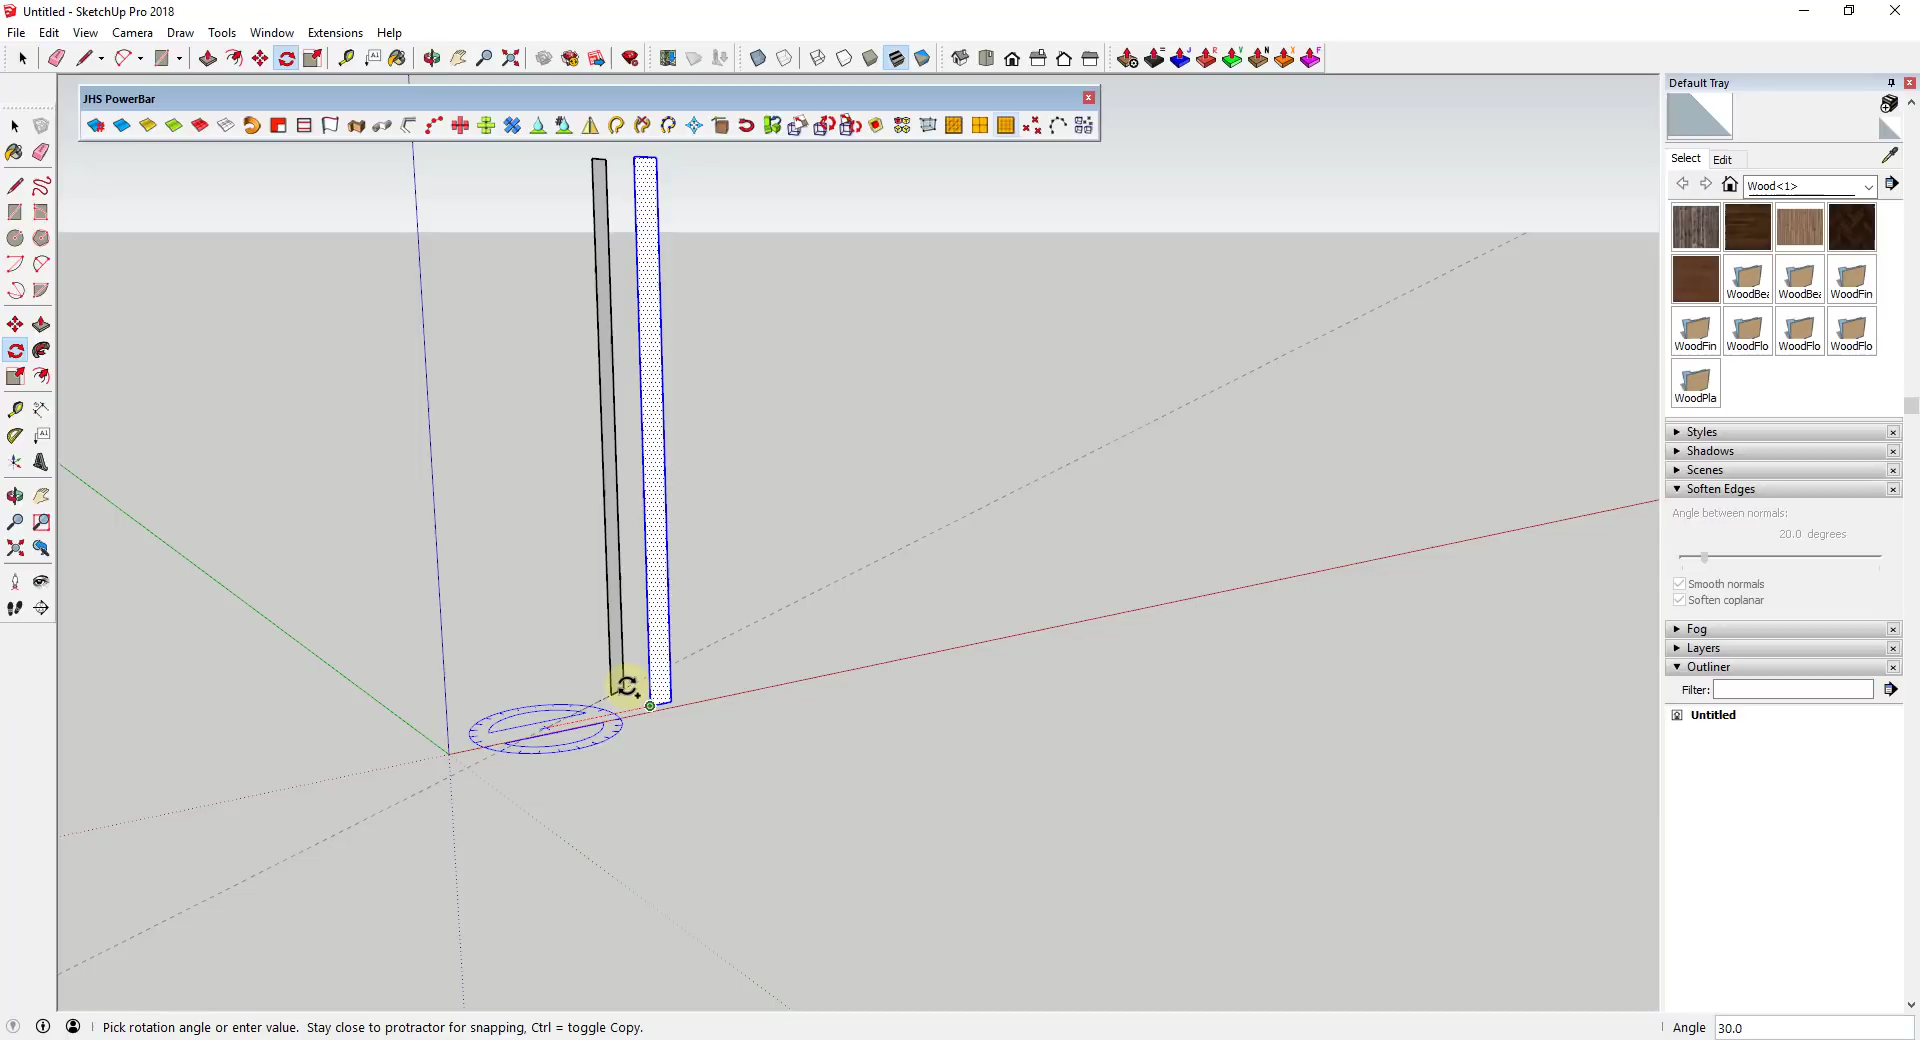 Untitled - SketchUp Pro 2018
File Edit View Camera Draw Tools Window Extensions Help
JHS PowerBar
Default Tray
Select Edit
Wood<1>
WoodBea WoodBea WoodFin
WoodFin WoodFlo WoodFlo WoodFlo
WoodPla
Styles
Shadows
Scenes
Soften Edges
Angle between normals:
20.0 degrees
Smooth normals
Soften coplanar
Fog
Layers
Outliner
Filter:
Untitled
Pick rotation angle or enter value. Stay close to protractor for snapping, Ctrl = toggle Copy.
Angle 30.0